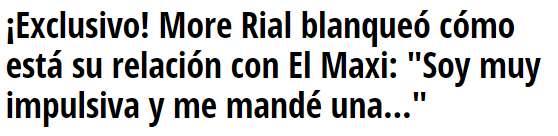 ¡Exclusivo! More Rial blanqueó cómo
está su relación con El Maxi: "Soy muy
impulsiva y me mandé una..."